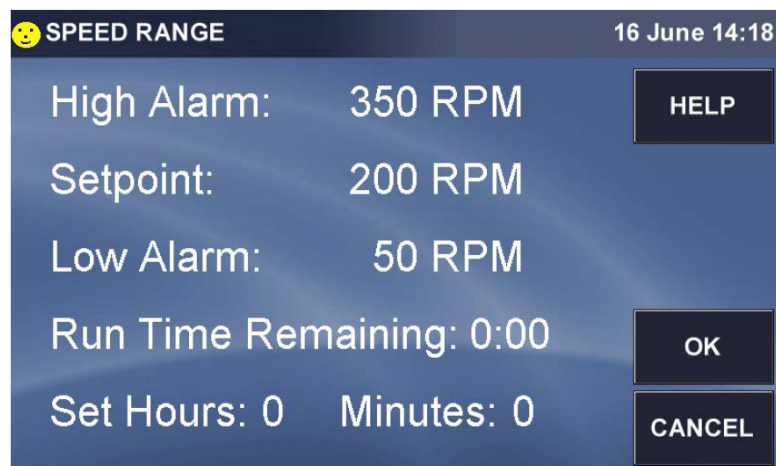 SPEED RANGE 16 June 14:18
High Alarm: 350 RPM HELP
Setpoint: 200 RPM
Low Alarm: 50 RPM
Run Time Remaining: 0:00 OK
Set Hours: 0 Minutes: 0 CANCEL